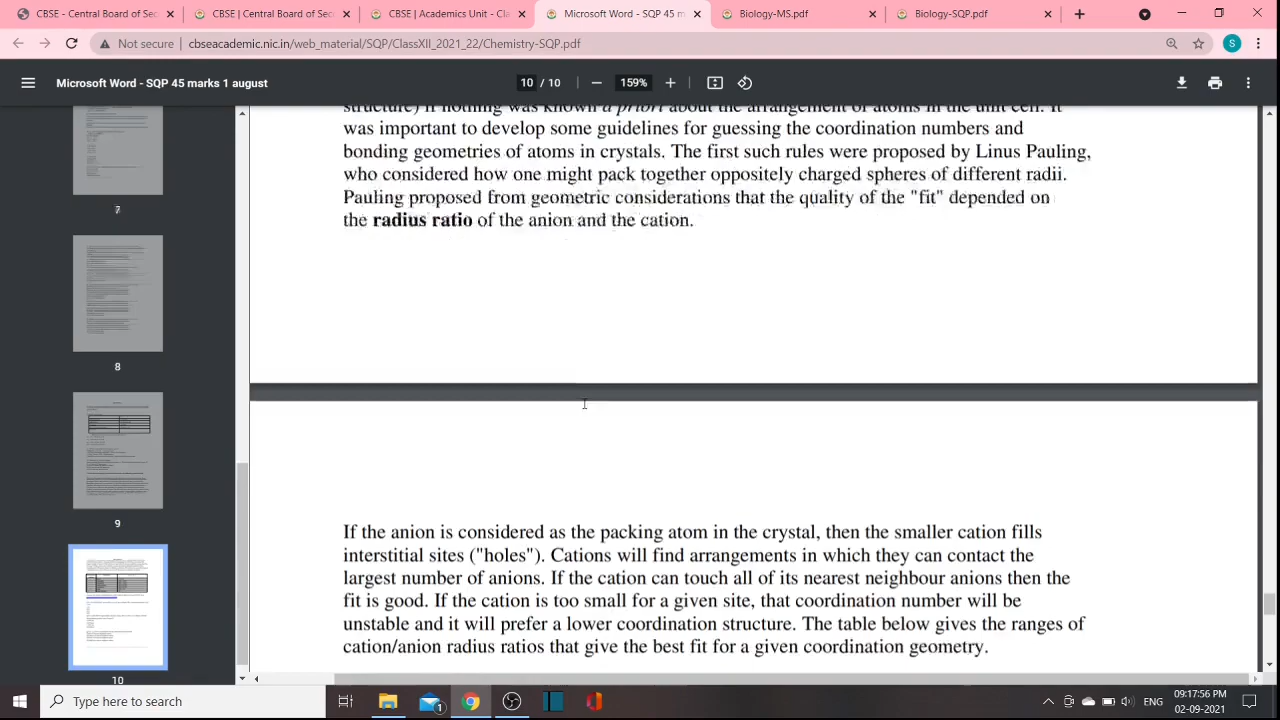 CBSE - Central Board of Secon
CBSE | Central Board of Secon
CBSE | Academics Unit - Class
Microsoft Word - SQP 45 m
Biology-MS.pdf
Biology-SQP.pdf
Not secure | cbseacademic.nic.in/web_material/SQP/ClassXII_2021_22/Chemistry-SQP.pdf
S
Microsoft Word - SQP 45 marks 1 august
10 / 10
159%
structure) if nothing was known a priori about the arrangement of atoms in the unit cell. It
was important to develop some guidelines for guessing the coordination numbers and
bonding geometries of atoms in crystals. The first such rules were proposed by Linus Pauling,
who considered how one might pack together oppositely charged spheres of different radii.
Pauling proposed from geometric considerations that the quality of the "fit" depended on
the radius ratio of the anion and the cation.
7
8
9
10
If the anion is considered as the packing atom in the crystal, then the smaller cation fills
interstitial sites ("holes"). Cations will find arrangements in which they can contact the
largest number of anions. If the cation can touch all of its nearest neighbour anions then the
fit is good. If the cation is too small for a given site, that coordination number will be
unstable and it will prefer a lower coordination structure. The table below gives the ranges of
cation/anion radius ratios that give the best fit for a given coordination geometry.
Type here to search
1
ENG
09:17:56 PM
02-09-2021